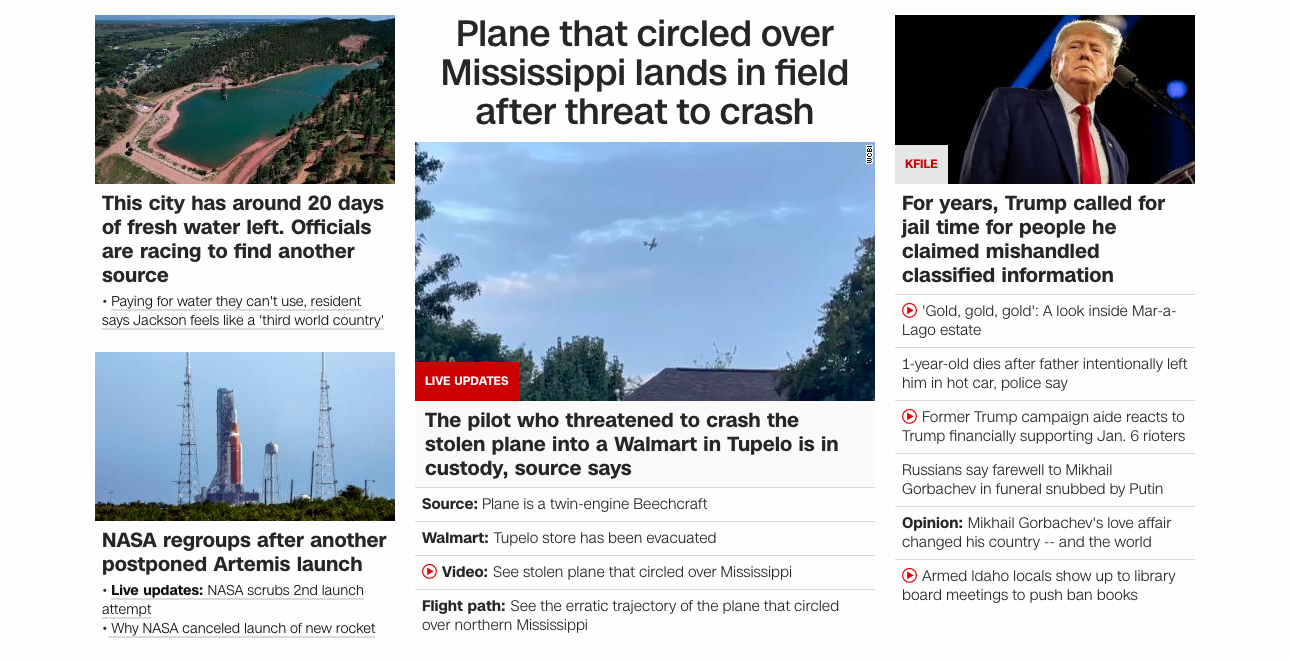 This city has around 20 days
of fresh water left. Officials
are racing to find another
source
• Paying for water they can't use, resident
says Jackson feels like a 'third world country'
NASA regroups after another
postponed Artemis launch
• Live updates: NASA scrubs 2nd launch
attempt
• Why NASA canceled launch of new rocket
Plane that circled over
Mississippi lands in field
after threat to crash
WCBI
LIVE UPDATES
The pilot who threatened to crash the
stolen plane into a Walmart in Tupelo is in
custody, source says
Source: Plane is a twin-engine Beechcraft
Walmart: Tupelo store has been evacuated
Video: See stolen plane that circled over Mississippi
Flight path: See the erratic trajectory of the plane that circled
over northern Mississippi
KFILE
For years, Trump called for
jail time for people he
claimed mishandled
classified information
'Gold, gold, gold': A look inside Mar-a-
Lago estate
1-year-old dies after father intentionally left
him in hot car, police say
Former Trump campaign aide reacts to
Trump financially supporting Jan. 6 rioters
Russians say farewell to Mikhail
Gorbachev in funeral snubbed by Putin
Opinion: Mikhail Gorbachev's love affair
changed his country -- and the world
Armed Idaho locals show up to library
board meetings to push ban books